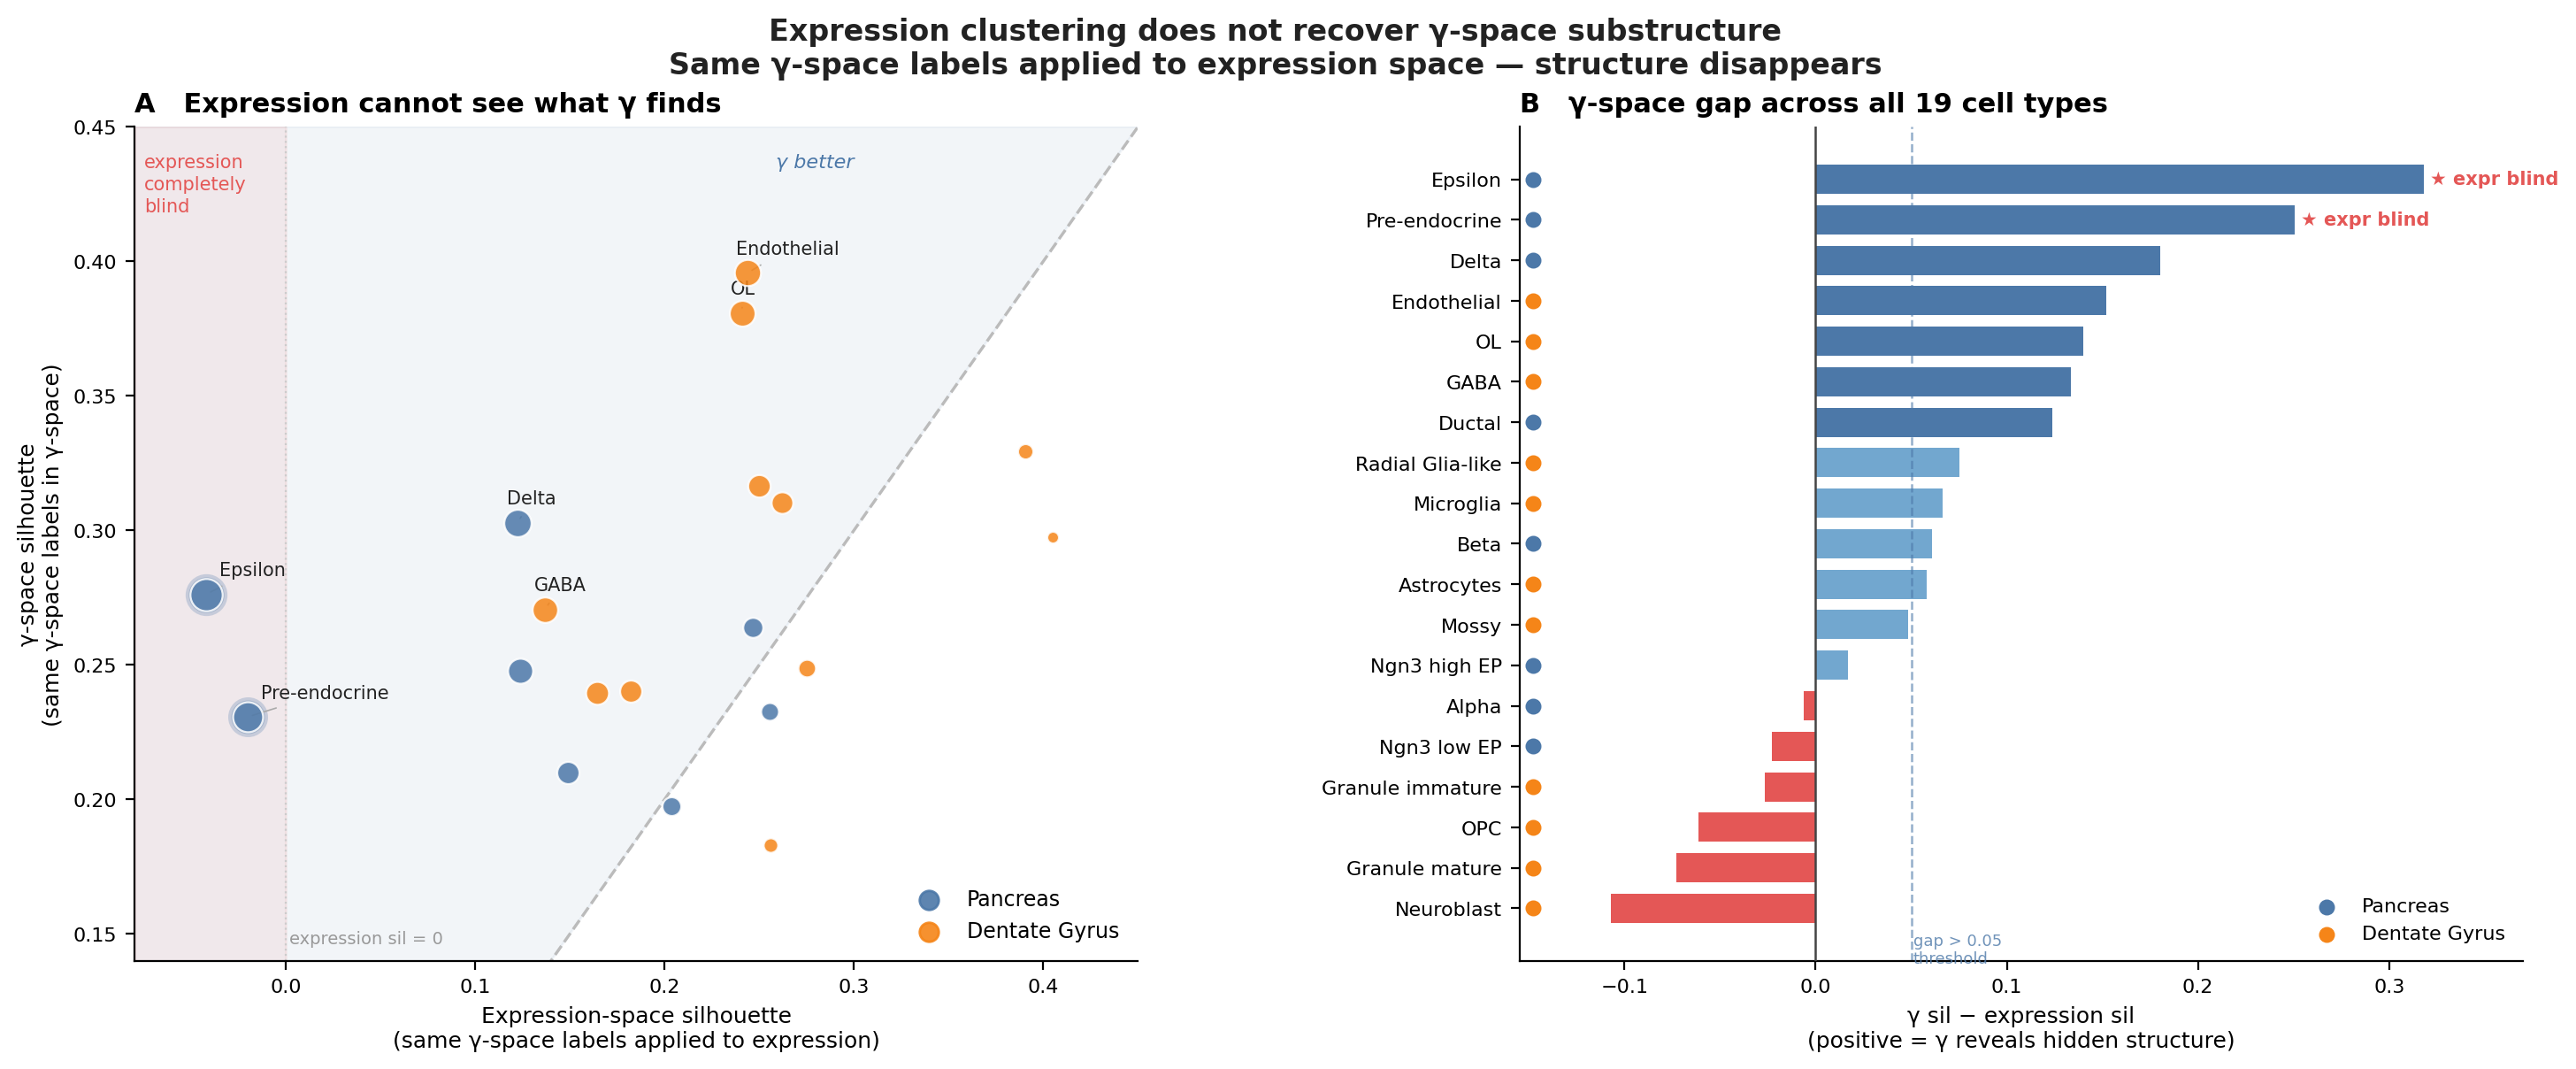 Expression clustering does not recover γ-space substructure
Same γ-space labels applied to expression space — structure disappears
A Expression cannot see what γ finds
γ-space silhouette
(same γ-space labels in γ-space)
0.45
0.40
0.35
0.30
0.25
0.20
0.15
expression
completely
blind
γ better
Endothelial
OL
Delta
Epsilon
GABA
Pre-endocrine
Pancreas
Dentate Gyrus
expression sil = 0
0.0 0.1 0.2 0.3 0.4
Expression-space silhouette
(same γ-space labels applied to expression)
B γ-space gap across all 19 cell types
Epsilon ★ expr blind
Pre-endocrine ★ expr blind
Delta
Endothelial
OL
GABA
Ductal
Radial Glia-like
Microglia
Beta
Astrocytes
Mossy
Ngn3 high EP
Alpha
Ngn3 low EP
Granule immature
OPC
Granule mature
Neuroblast
Pancreas
Dentate Gyrus
gap > 0.05
threshold
−0.1 0.0 0.1 0.2 0.3
γ sil − expression sil
(positive = γ reveals hidden structure)